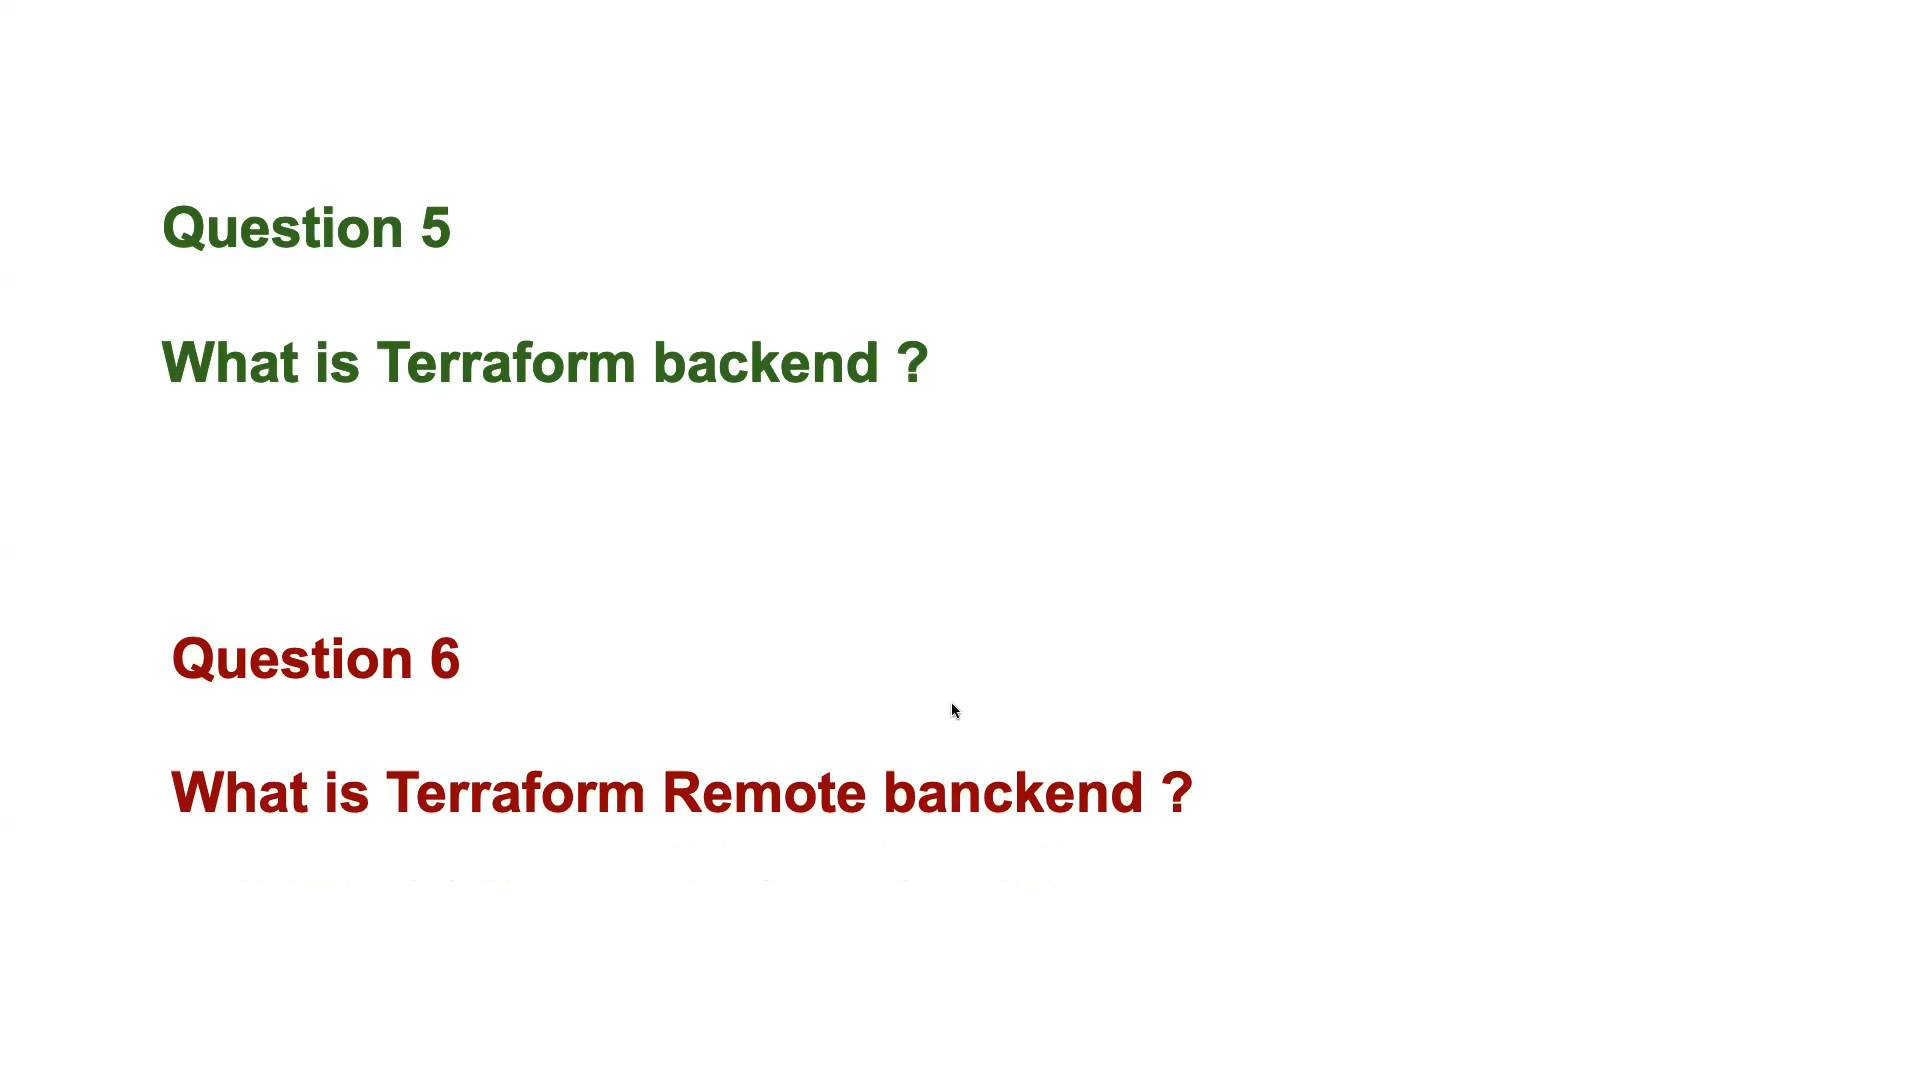 Question 5
What is Terraform backend ?
Question 6
What is Terraform Remote banckend ?